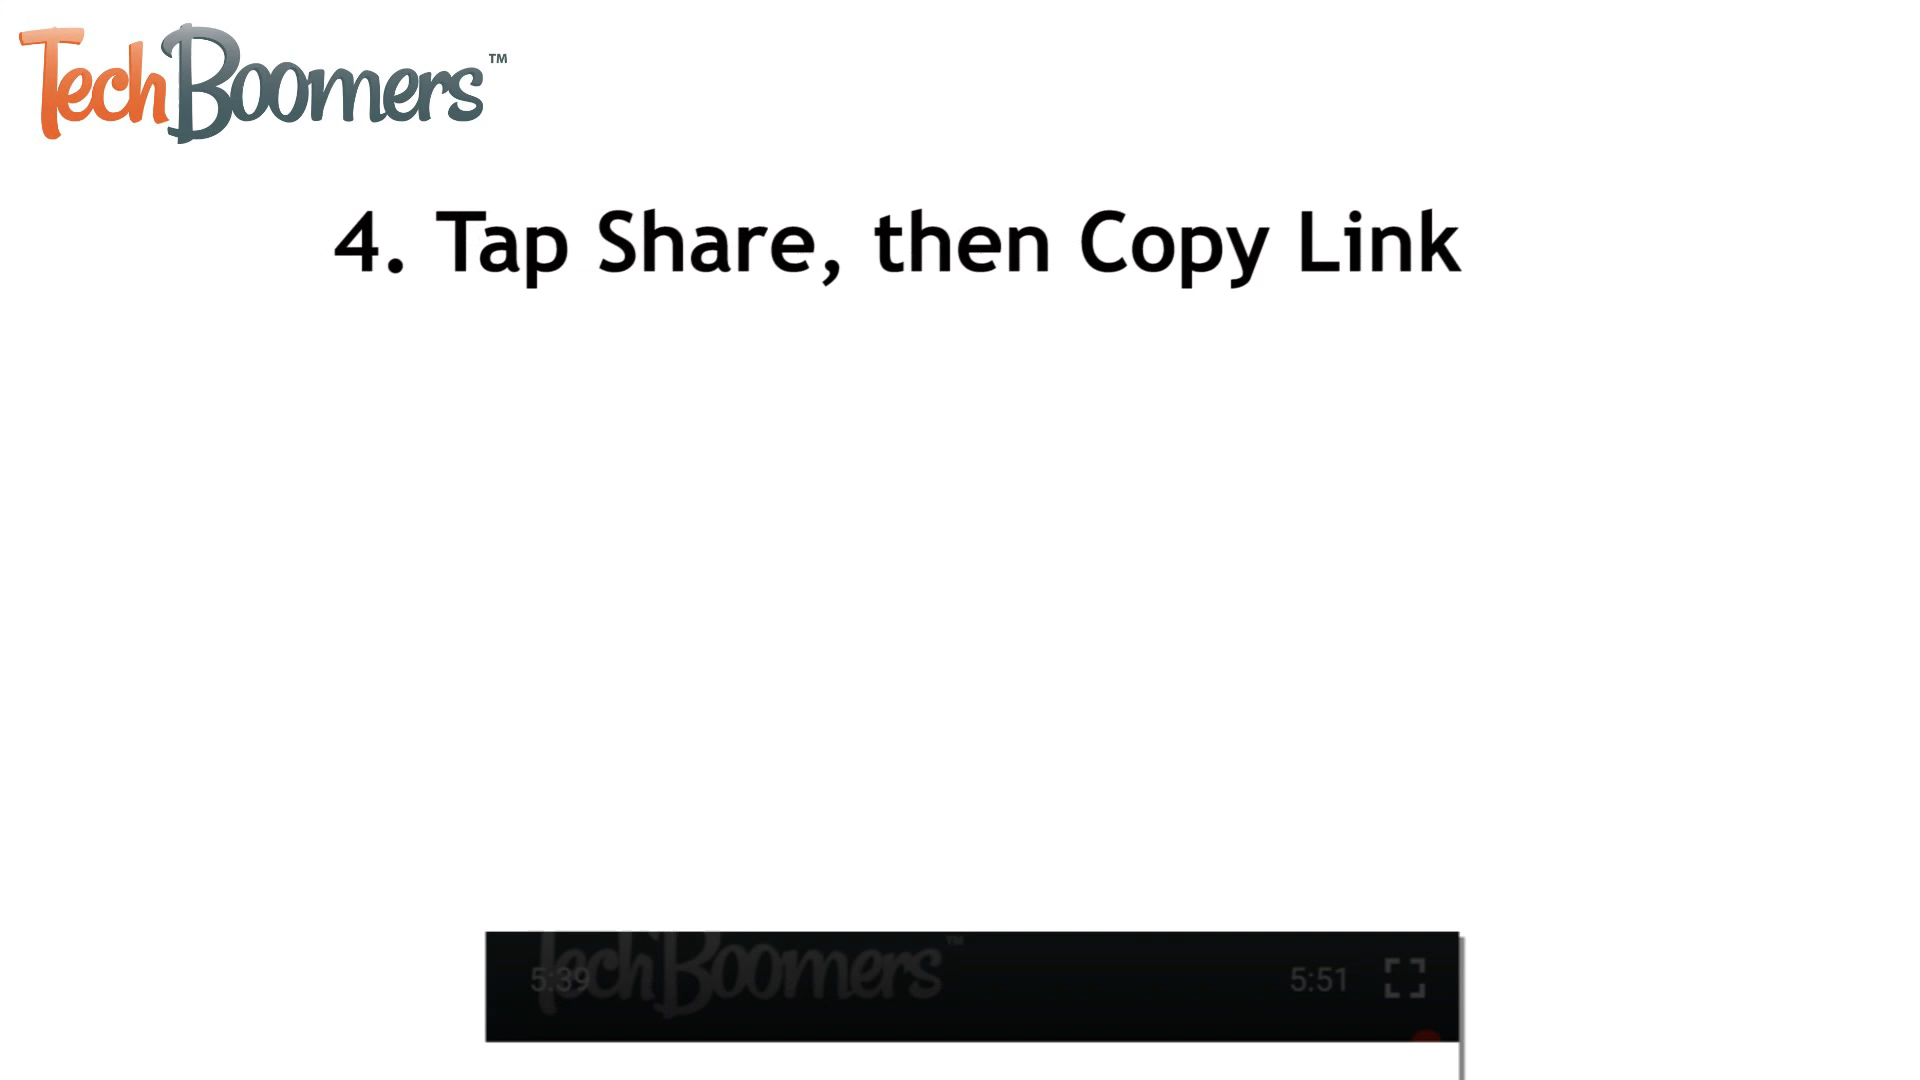 TechBoomers™
4. Tap Share, then Copy Link
TechBoomers™
5:39
5:51